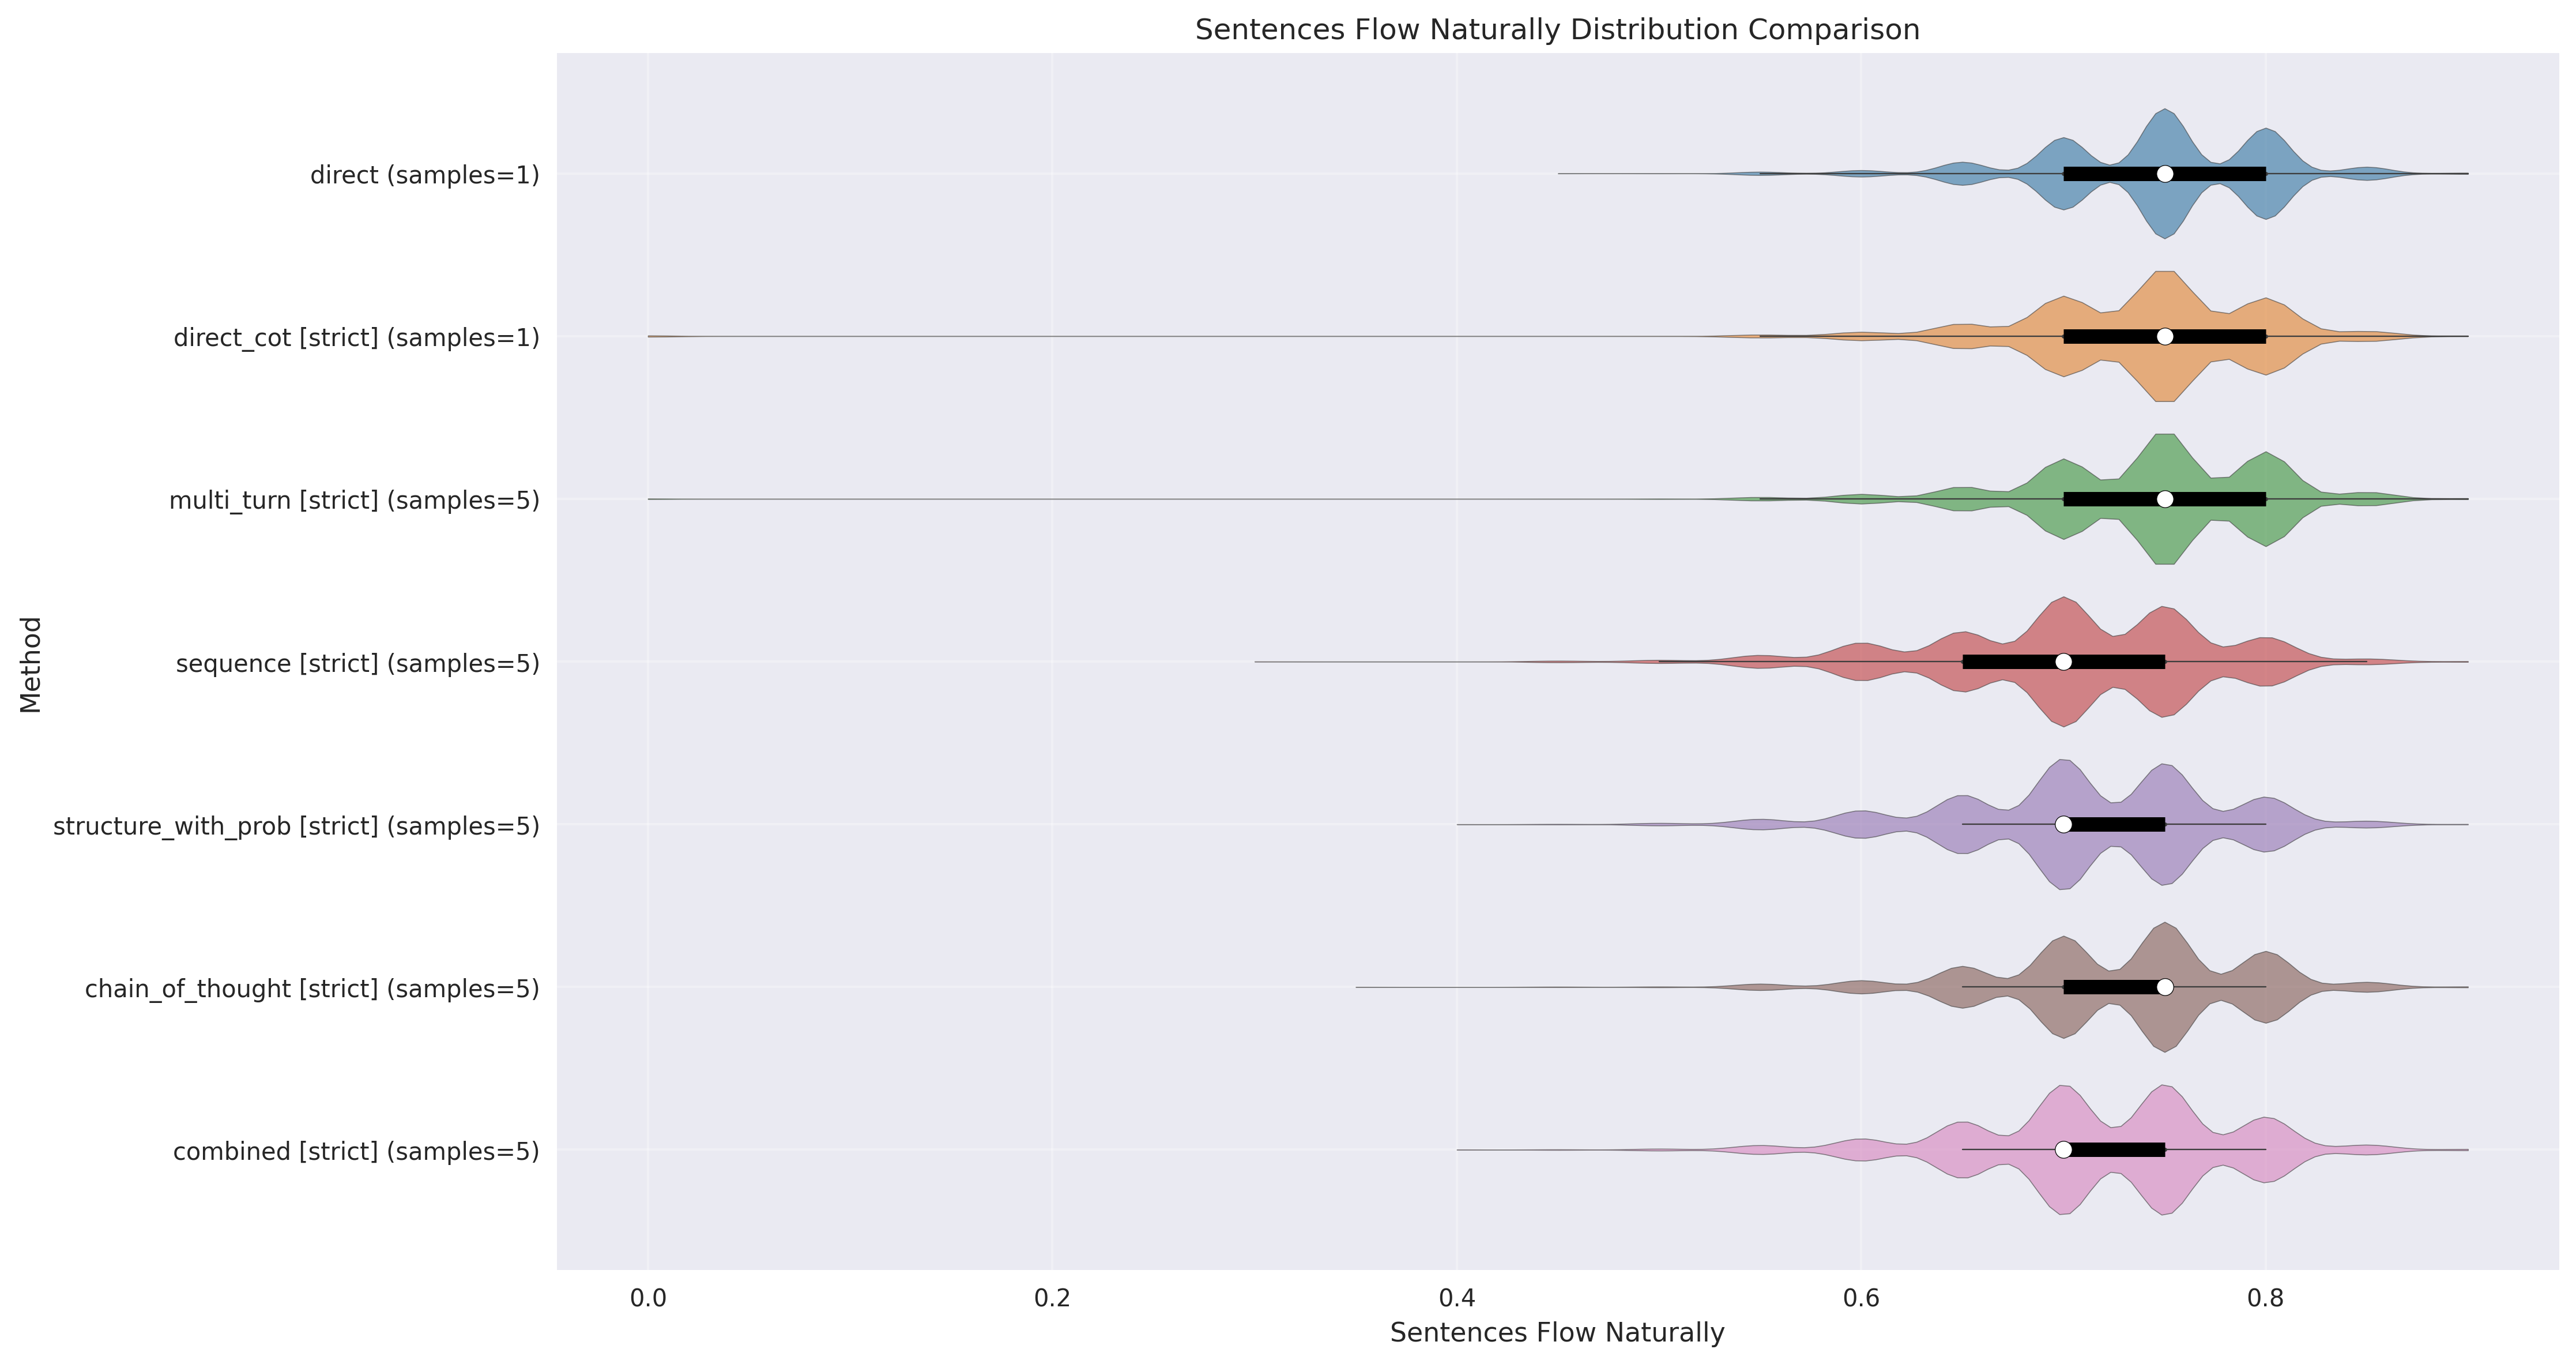 Sentences Flow Naturally Distribution Comparison
direct (samples=1)
direct_cot [strict] (samples=1)
multi_turn [strict] (samples=5)
sequence [strict] (samples=5)
structure_with_prob [strict] (samples=5)
chain_of_thought [strict] (samples=5)
combined [strict] (samples=5)
Method
0.0 0.2 0.4 0.6 0.8
Sentences Flow Naturally